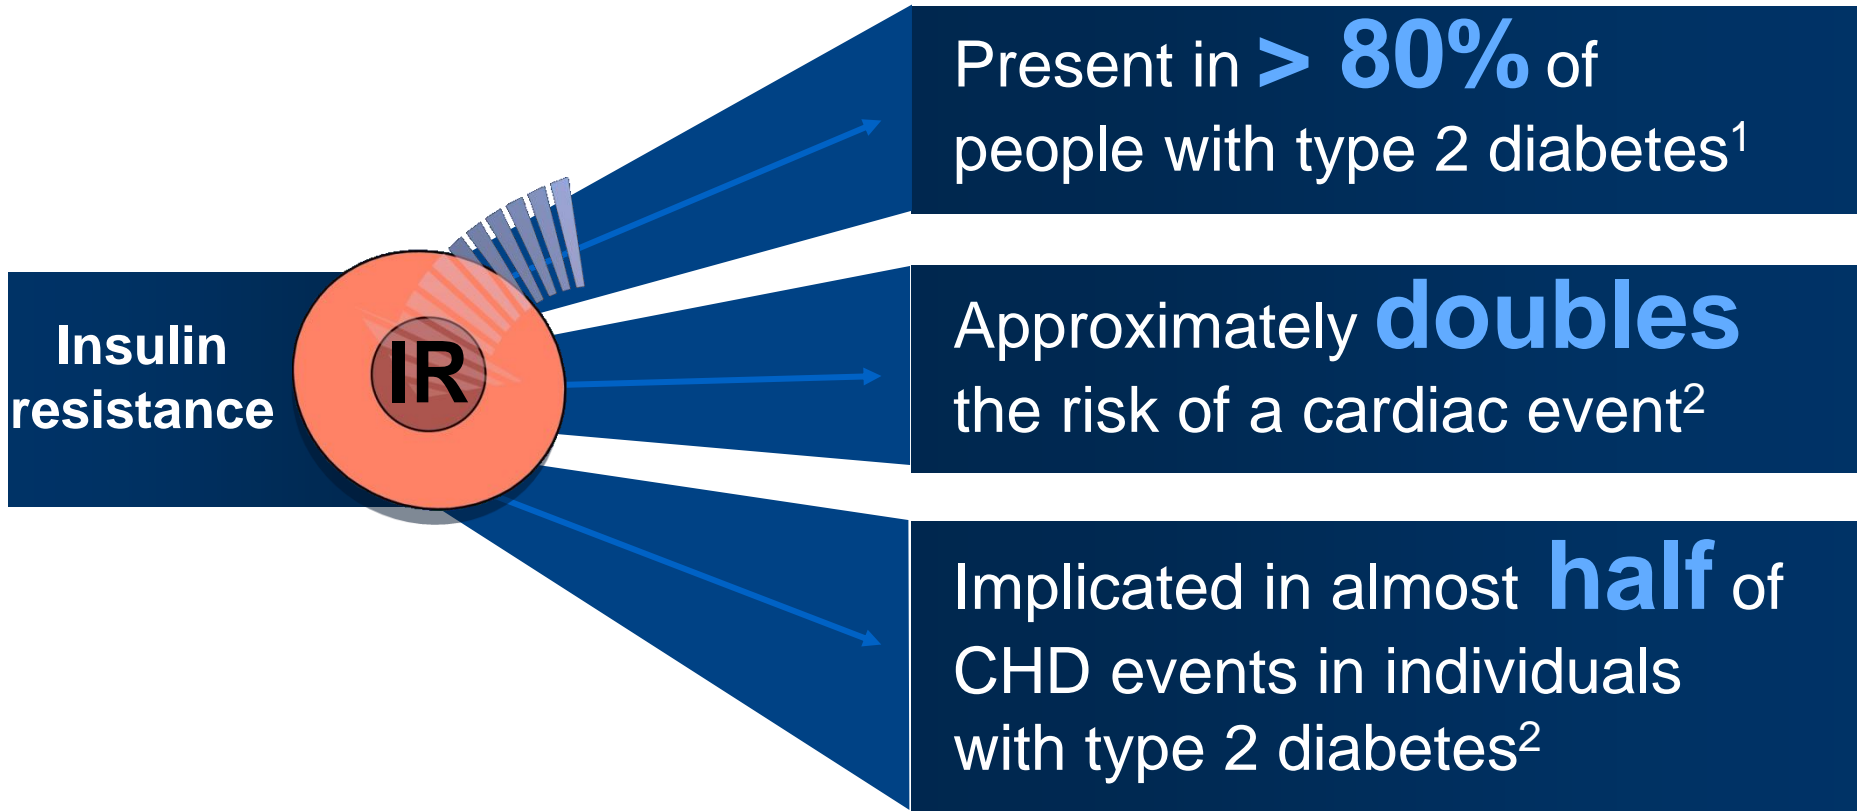 Insulin
resistance
IR
Present in > 80% of
people with type 2 diabetes¹
Approximately doubles
the risk of a cardiac event²
Implicated in almost half of
CHD events in individuals
with type 2 diabetes²